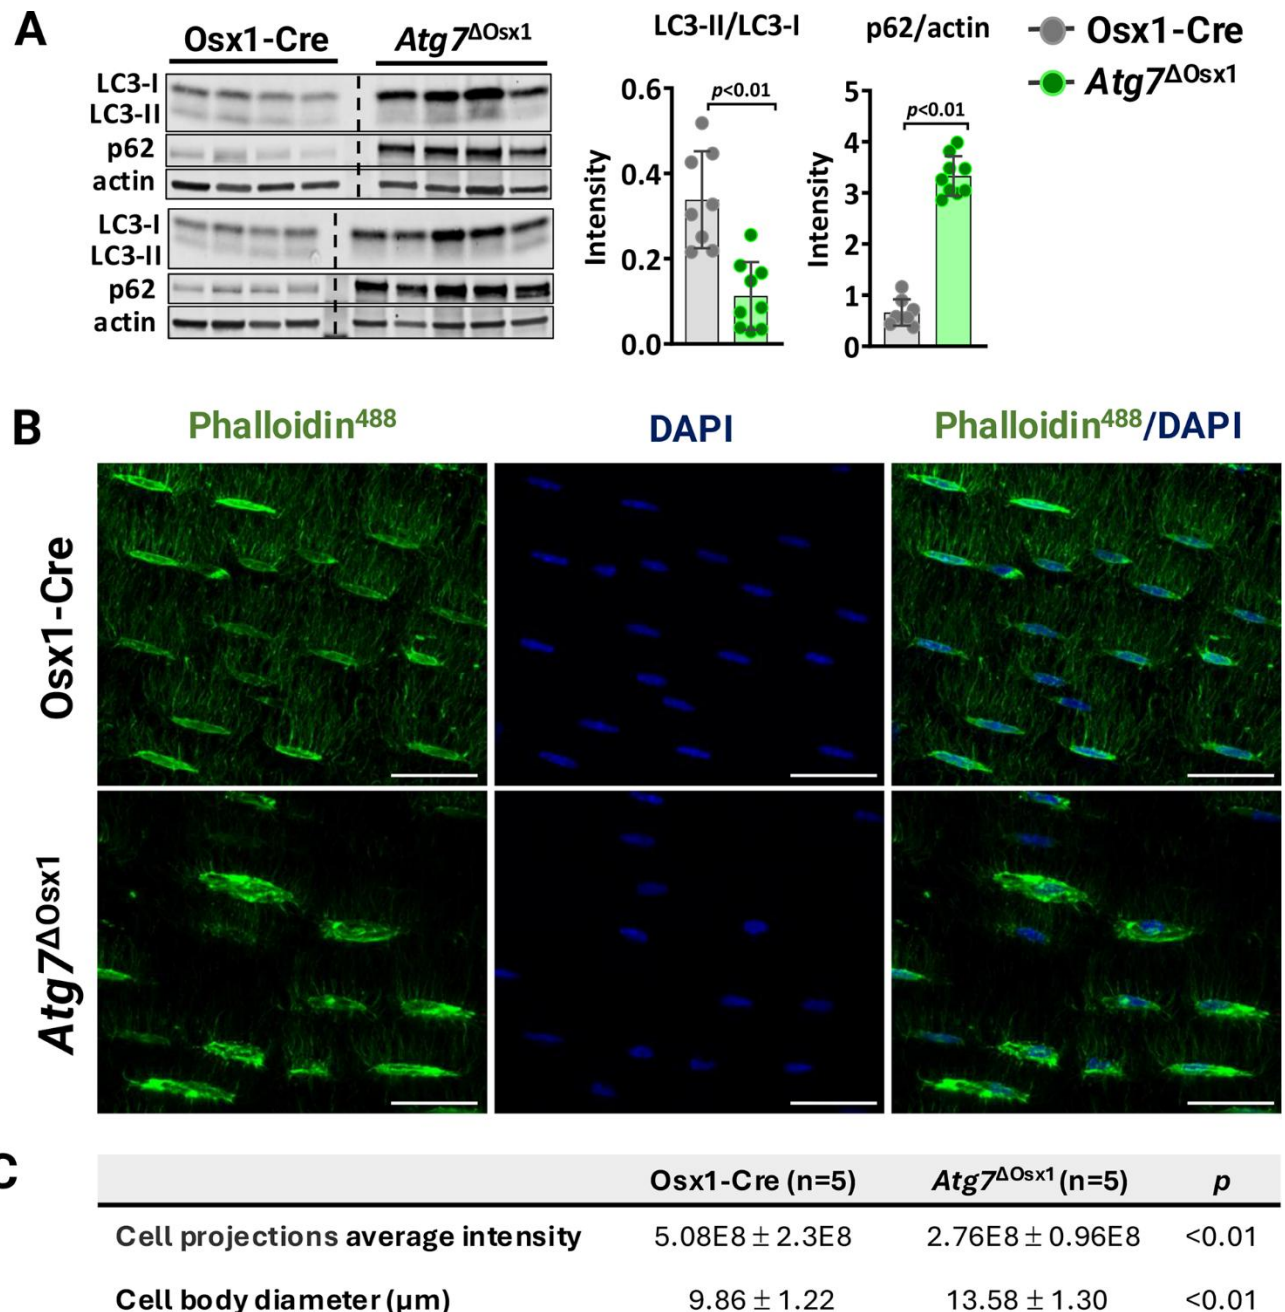 A
Osx1-Cre Atg7ΔOsx1
LC3-I
LC3-II
p62
actin
LC3-I
LC3-II
p62
actin
LC3-II/LC3-I
Intensity
0.6
0.4
0.2
0.0
p<0.01
p62/actin
Intensity
5
4
3
2
1
0
p<0.01
Osx1-Cre
Atg7ΔOsx1
B
Phalloidin488 DAPI Phalloidin488/DAPI
Osx1-Cre
Atg7ΔOsx1
C
Osx1-Cre (n=5) Atg7ΔOsx1 (n=5) p
Cell projections average intensity 5.08E8 ± 2.3E8 2.76E8 ± 0.96E8 <0.01
Cell body diameter (μm) 9.86 ± 1.22 13.58 ± 1.30 <0.01